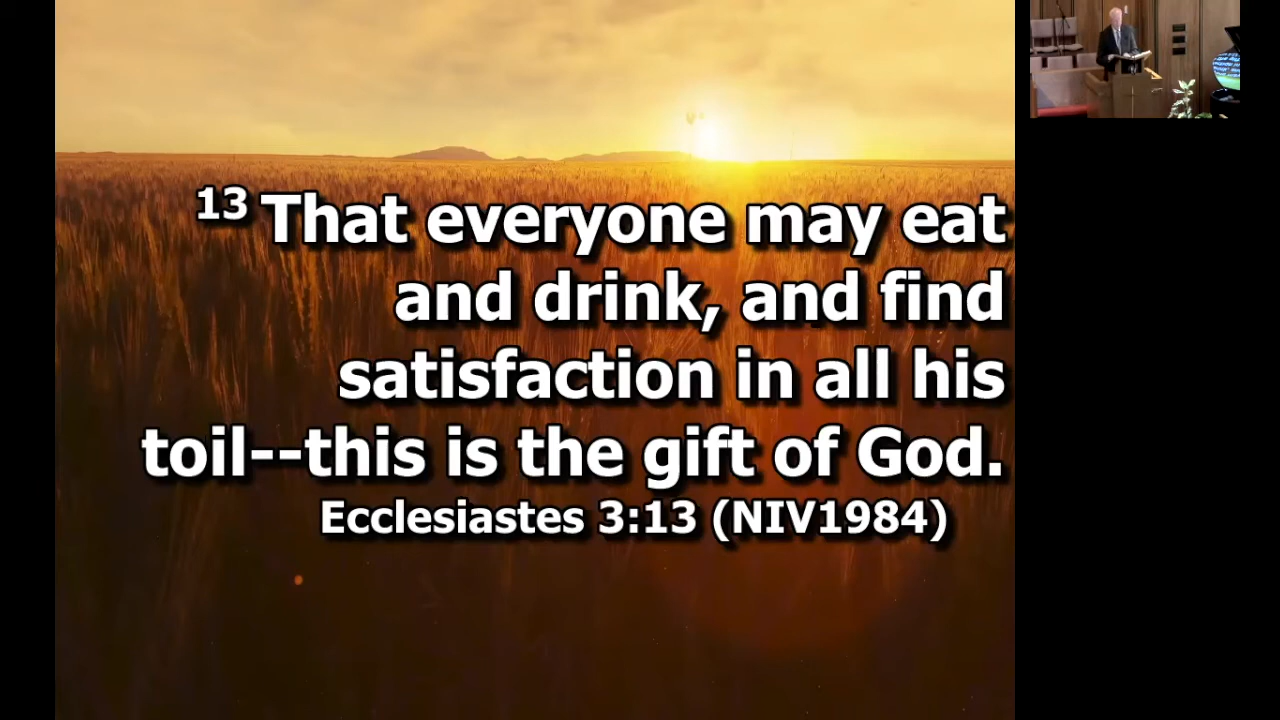 13 That everyone may eat
and drink, and find
satisfaction in all his
toil--this is the gift of God.
Ecclesiastes 3:13 (NIV1984)